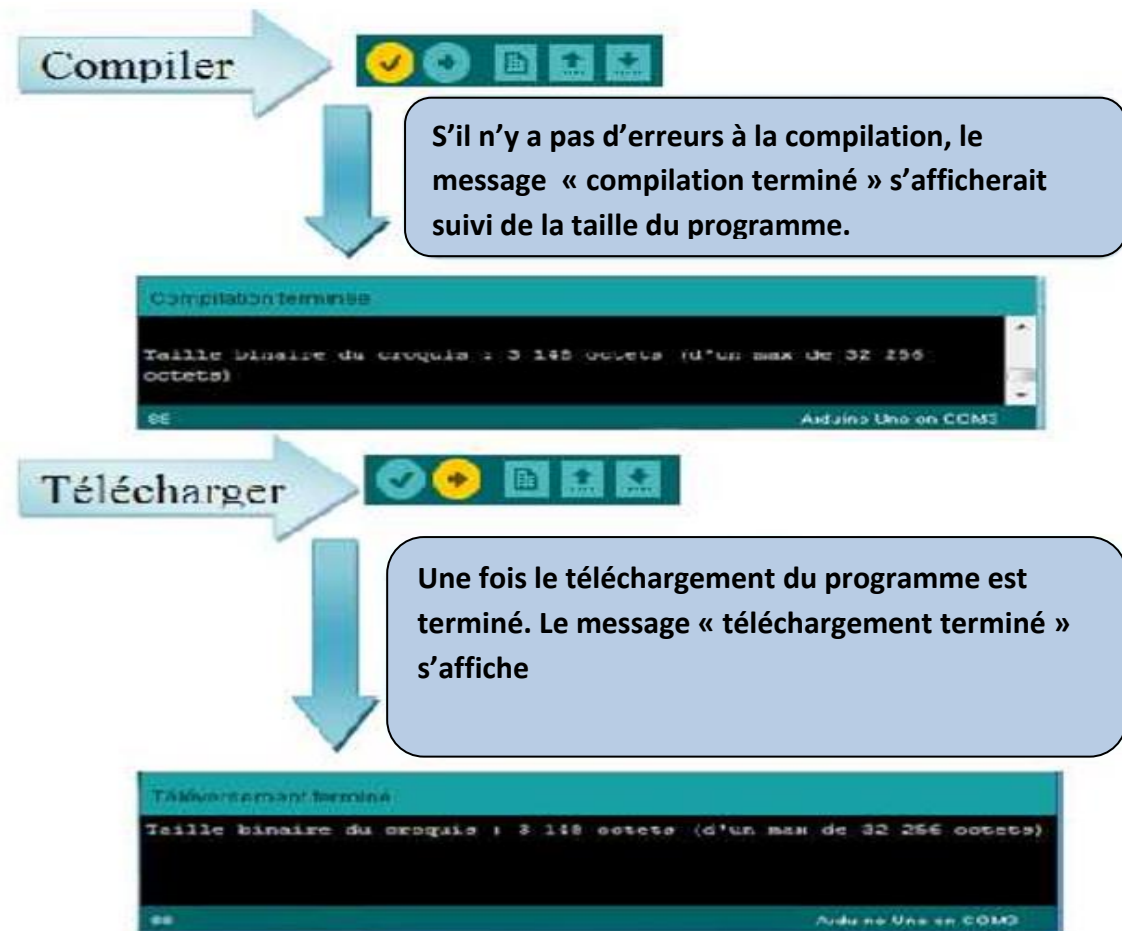 Compiler
S'il n'y a pas d'erreurs à la compilation, le
message « compilation terminé » s'afficherait
suivi de la taille du programme.
Compilation terminée
Taille binaire du croquis : 3 148 octets (d'un max de 32 256
octets)
Arduino Uno on COM3
Télécharger
Une fois le téléchargement du programme est
terminé. Le message « téléchargement terminé »
s'affiche
Téléversement terminé
Taille binaire du croquis : 3 148 octets (d'un max de 32 256 octets)
Arduino Uno on COM3